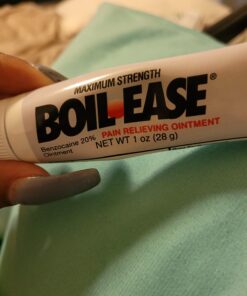 MAXIMUM STRENGTH
BOIL EASE®
PAIN RELIEVING OINTMENT
Benzocaine 20%
Ointment
NET WT 1 oz (28 g)